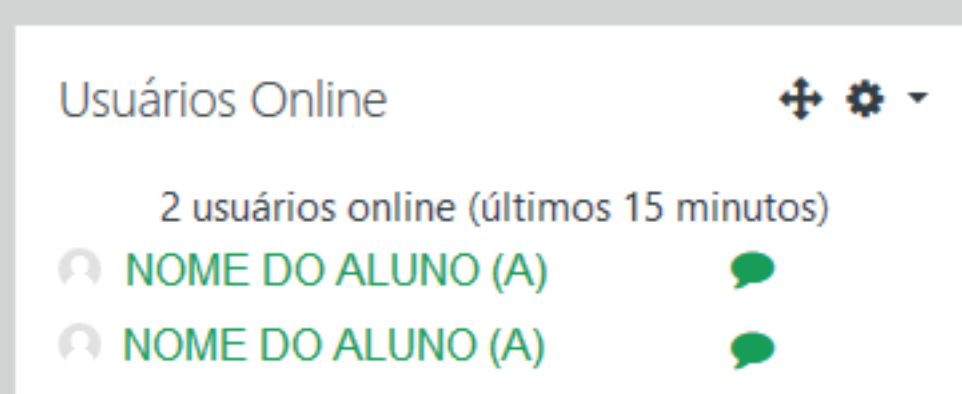 Usuários Online
2 usuários online (últimos 15 minutos)
NOME DO ALUNO (A)
NOME DO ALUNO (A)